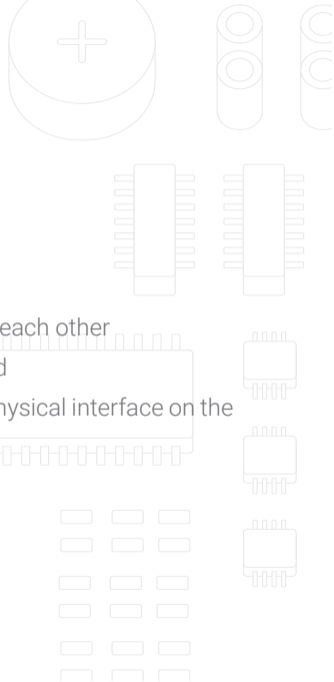 each other
d
hysical interface on the